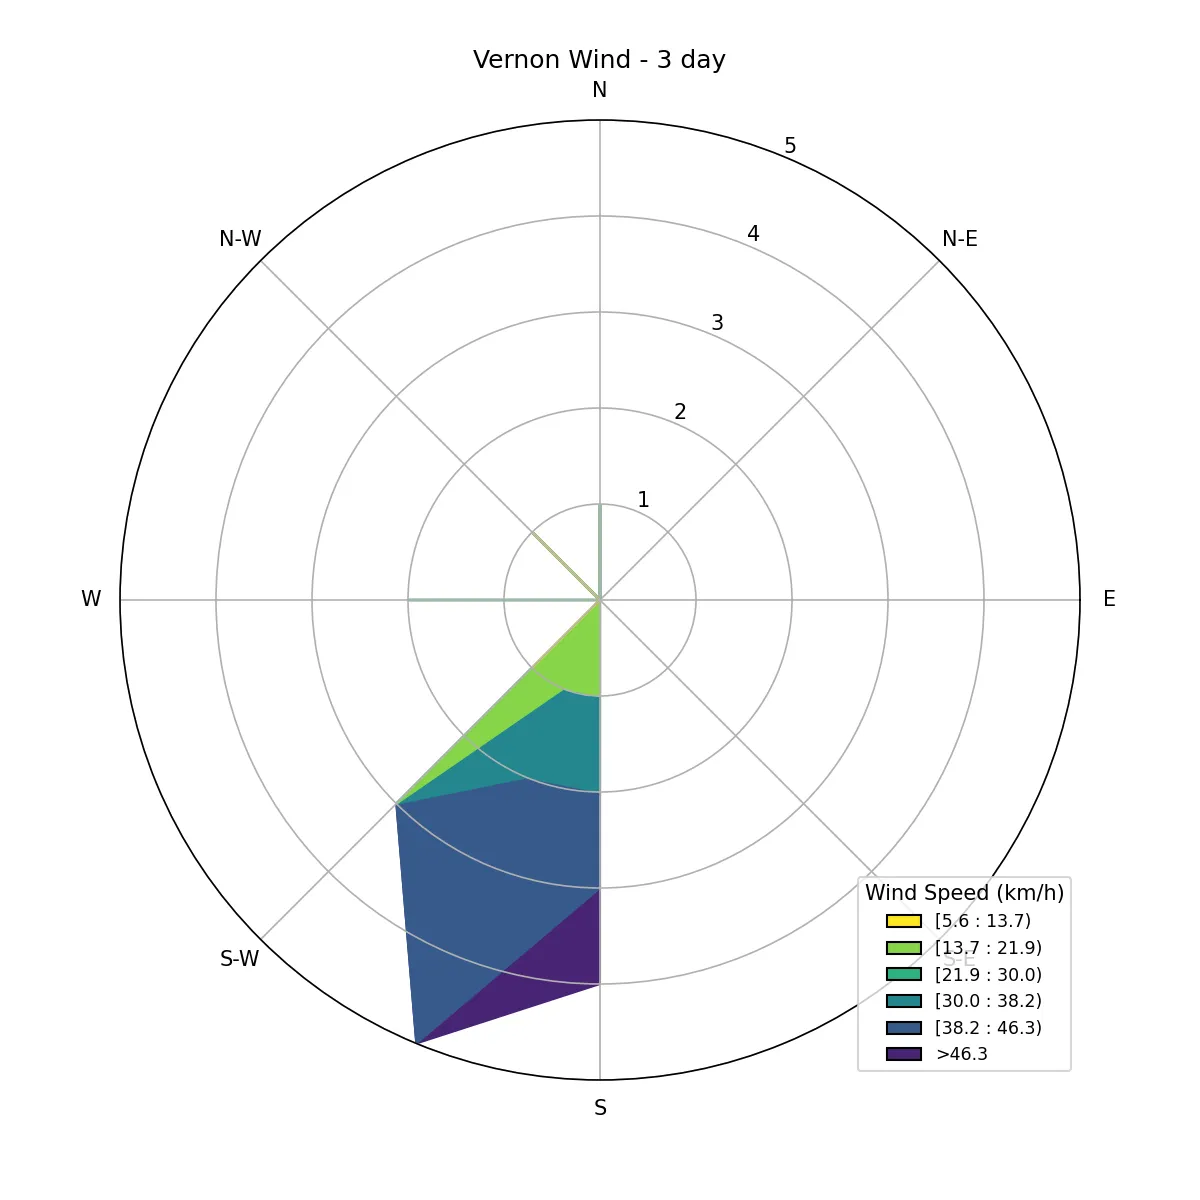 Vernon Wind - 3 day
N
5
N-W
N-E
4
3
2
1
W
E
Wind Speed (km/h)
[5.6 : 13.7)
[13.7 : 21.9)
S-W
S-E
[21.9 : 30.0)
[30.0 : 38.2)
[38.2 : 46.3)
>46.3
S